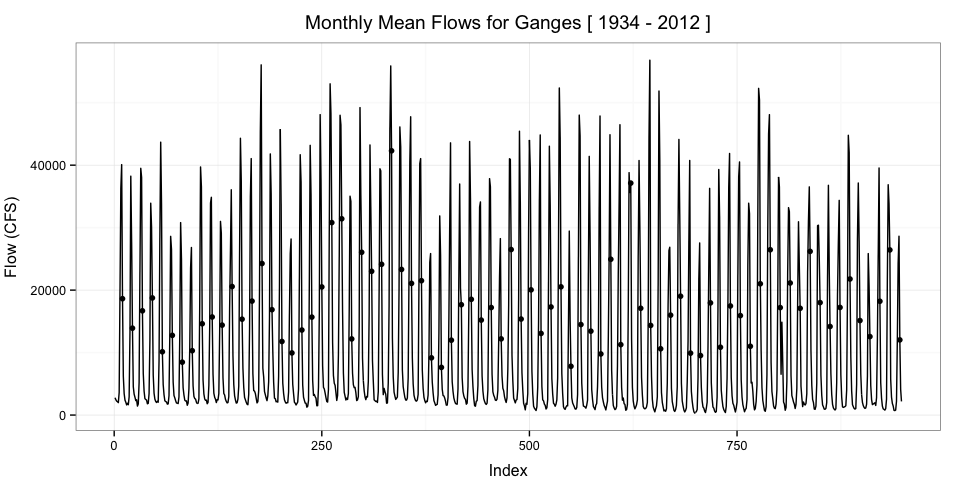 Monthly Mean Flows for Ganges [ 1934 - 2012 ]
Flow (CFS)
40000
20000
0
0 250 500 750
Index